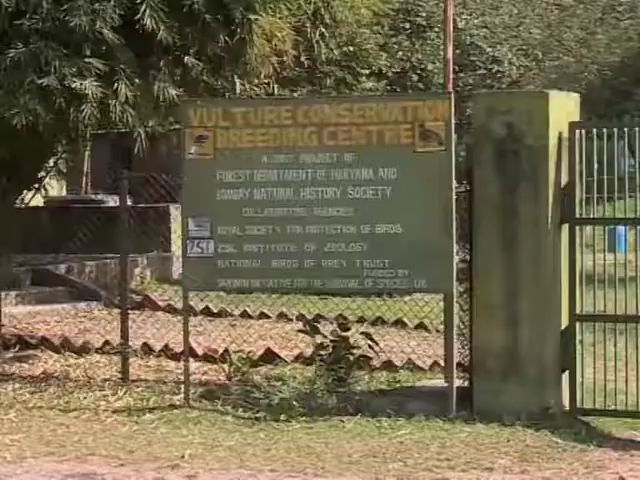 VULTURE CONSERVATION
BREEDING CENTRE
A JOINT PROJECT OF
FOREST DEPARTMENT OF HARYANA AND
BOMBAY NATURAL HISTORY SOCIETY
COLLABORATING AGENCIES
ROYAL SOCIETY FOR PROTECTION OF BIRDS
ZSL INSTITUTE OF ZOOLOGY
NATIONAL BIRDS OF PREY TRUST
FUNDED BY
DARWIN INITIATIVE FOR THE SURVIVAL OF SPECIES, UK
ZSL